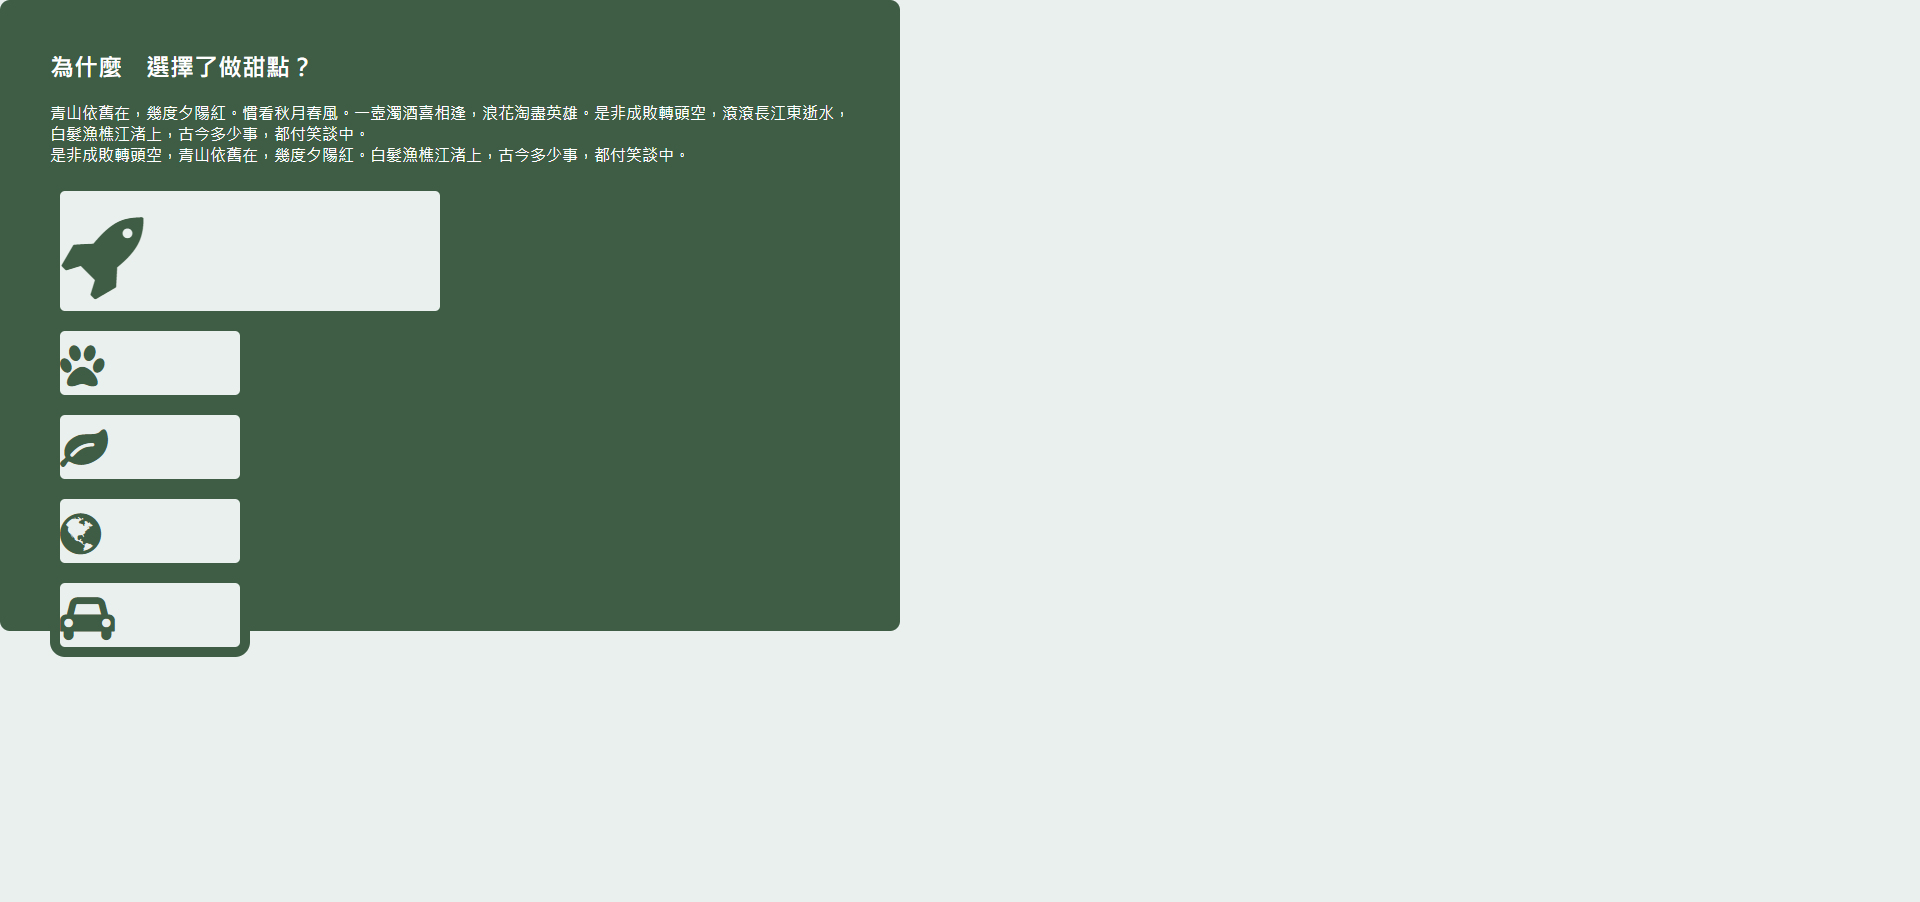 為什麼　選擇了做甜點？
青山依舊在，幾度夕陽紅。慣看秋月春風。一壺濁酒喜相逢，浪花淘盡英雄。是非成敗轉頭空，滾滾長江東逝水，
白髮漁樵江渚上，古今多少事，都付笑談中。
是非成敗轉頭空，青山依舊在，幾度夕陽紅。白髮漁樵江渚上，古今多少事，都付笑談中。